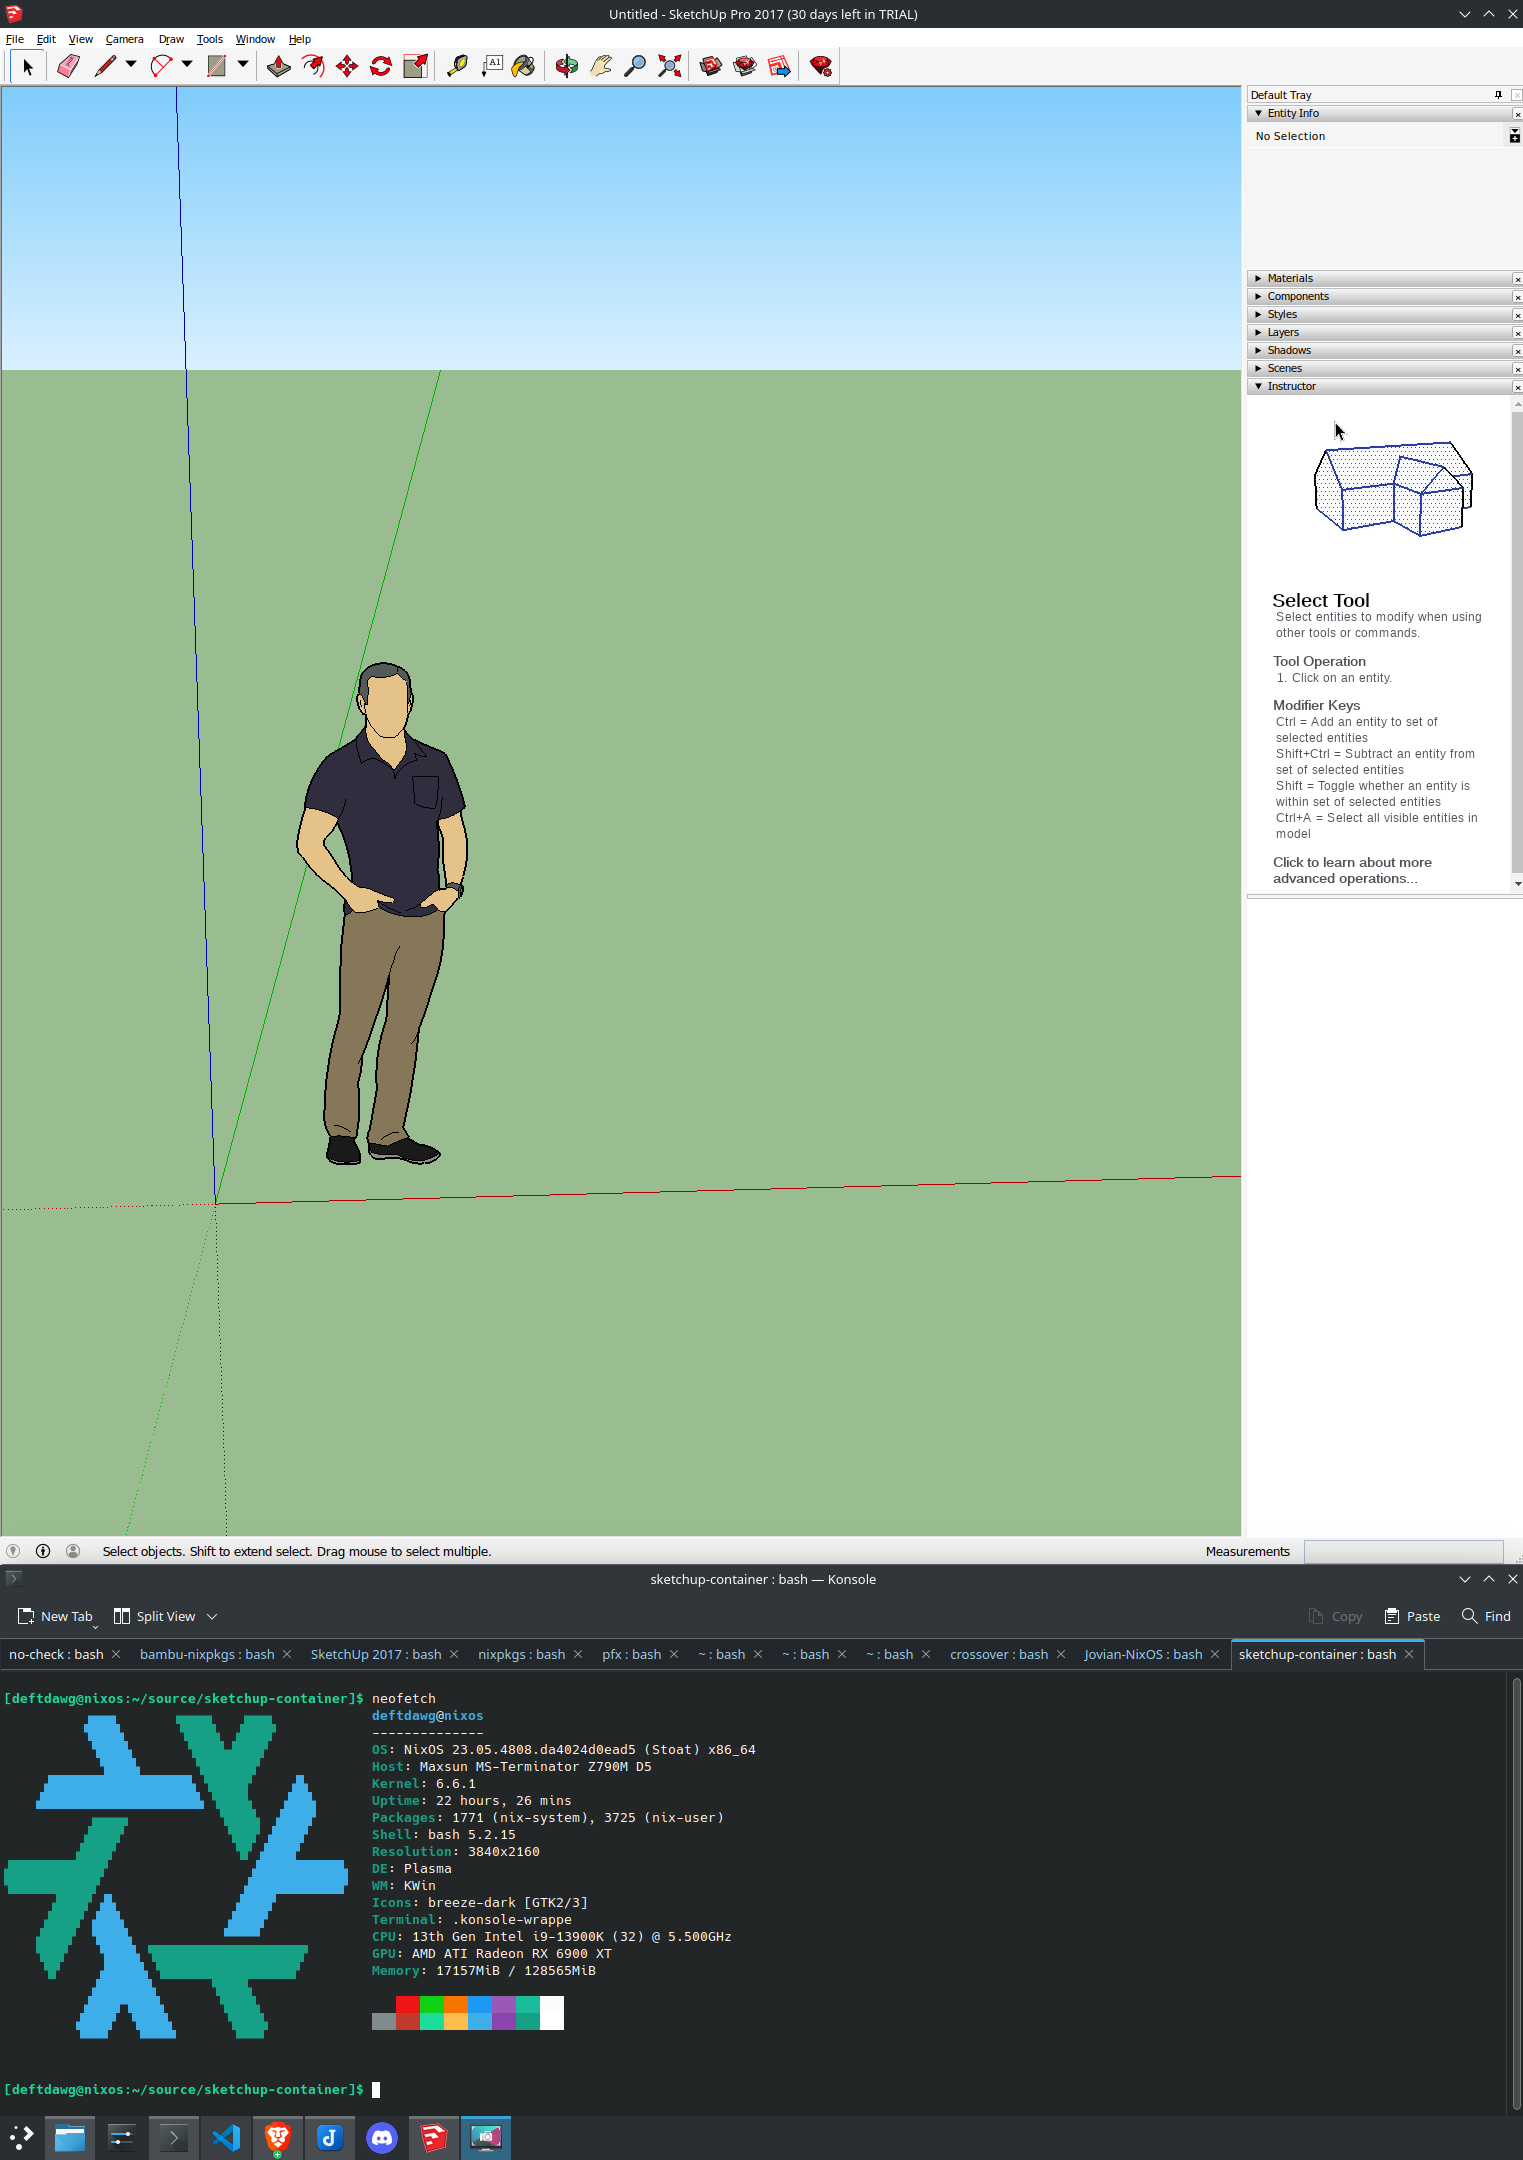 Untitled - SketchUp Pro 2017 (30 days left in TRIAL)
File Edit View Camera Draw Tools Window Help
A1
Default Tray
Entity Info
No Selection
Materials
Components
Styles
Layers
Shadows
Scenes
Instructor
Select Tool
Select entities to modify when using
other tools or commands.
Tool Operation
1. Click on an entity.
Modifier Keys
Ctrl = Add an entity to set of
selected entities
Shift+Ctrl = Subtract an entity from
set of selected entities
Shift = Toggle whether an entity is
within set of selected entities
Ctrl+A = Select all visible entities in
model
Click to learn about more
advanced operations...
Select objects. Shift to extend select. Drag mouse to select multiple.
Measurements
sketchup-container : bash — Konsole
New Tab Split View Copy Paste Find
no-check : bash bambu-nixpkgs : bash SketchUp 2017 : bash nixpkgs : bash pfx : bash ~ : bash ~ : bash ~ : bash crossover : bash Jovian-NixOS : bash sketchup-container : bash
[deftdawg@nixos:~/source/sketchup-container]$ neofetch
deftdawg@nixos
--------------
OS: NixOS 23.05.4808.da4024d0ead5 (Stoat) x86_64
Host: Maxsun MS-Terminator Z790M D5
Kernel: 6.6.1
Uptime: 22 hours, 26 mins
Packages: 1771 (nix-system), 3725 (nix-user)
Shell: bash 5.2.15
Resolution: 3840x2160
DE: Plasma
WM: KWin
Icons: breeze-dark [GTK2/3]
Terminal: .konsole-wrappe
CPU: 13th Gen Intel i9-13900K (32) @ 5.500GHz
GPU: AMD ATI Radeon RX 6900 XT
Memory: 17157MiB / 128565MiB
[deftdawg@nixos:~/source/sketchup-container]$